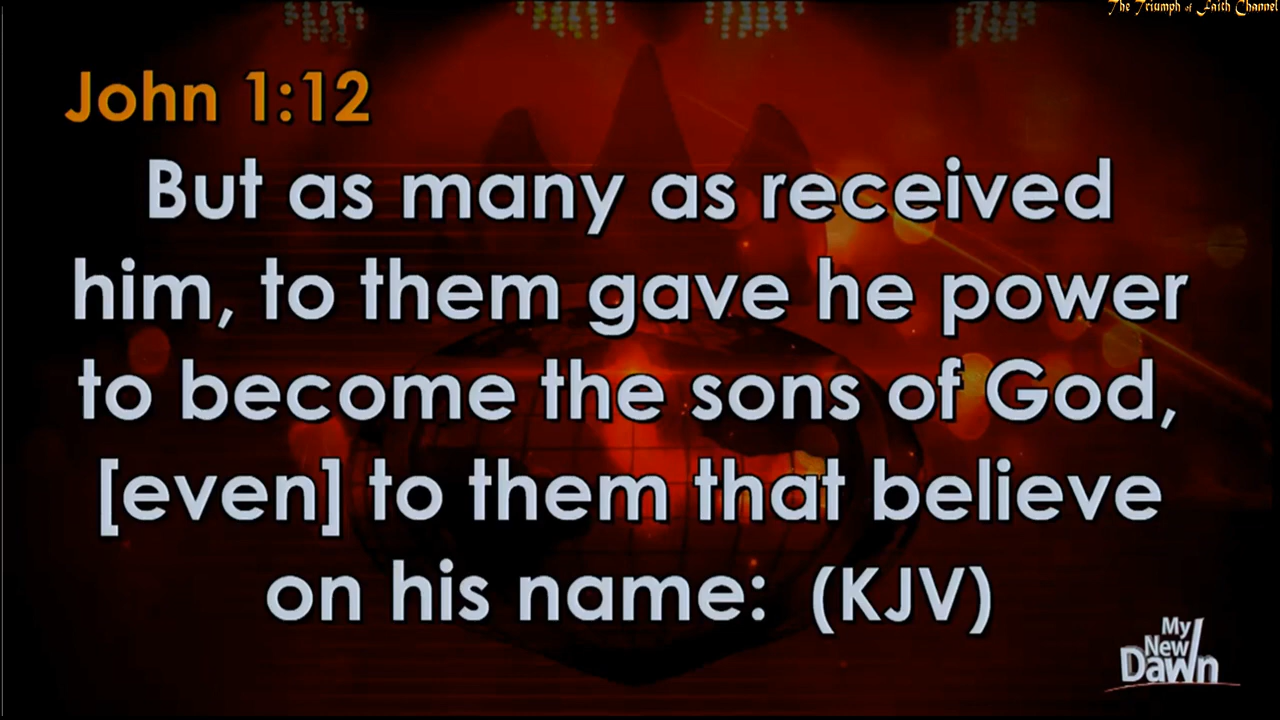 The Triumph of Faith Channel
John 1:12
But as many as received
him, to them gave he power
to become the sons of God,
[even] to them that believe
on his name:  (KJV)
My
New
Dawn